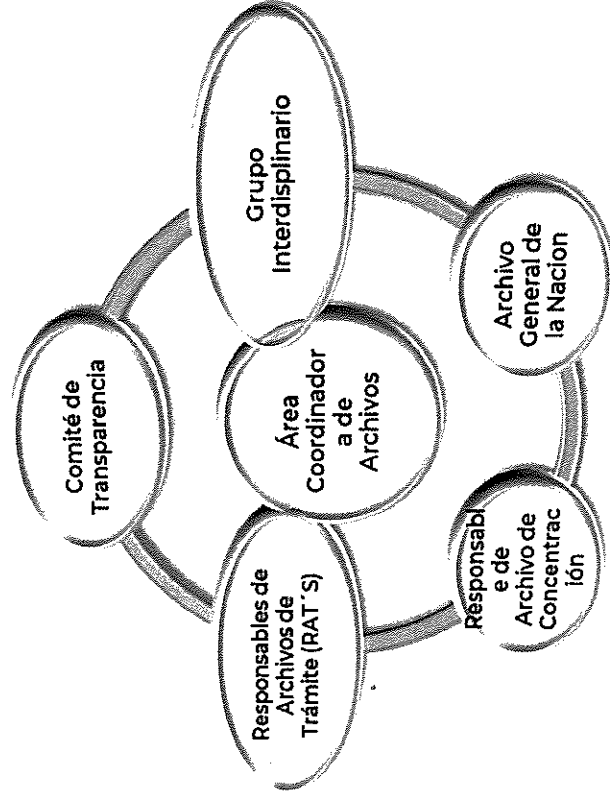 Comité de
Transparencia
Grupo
Interdisplinario
Archivo
General de
la Nacion
Responsabl
e de
Archivo de
Concentrac
ión
Responsables de
Archivos de
Trámite (RAT´S)
Área
Coordinador
a de
Archivos